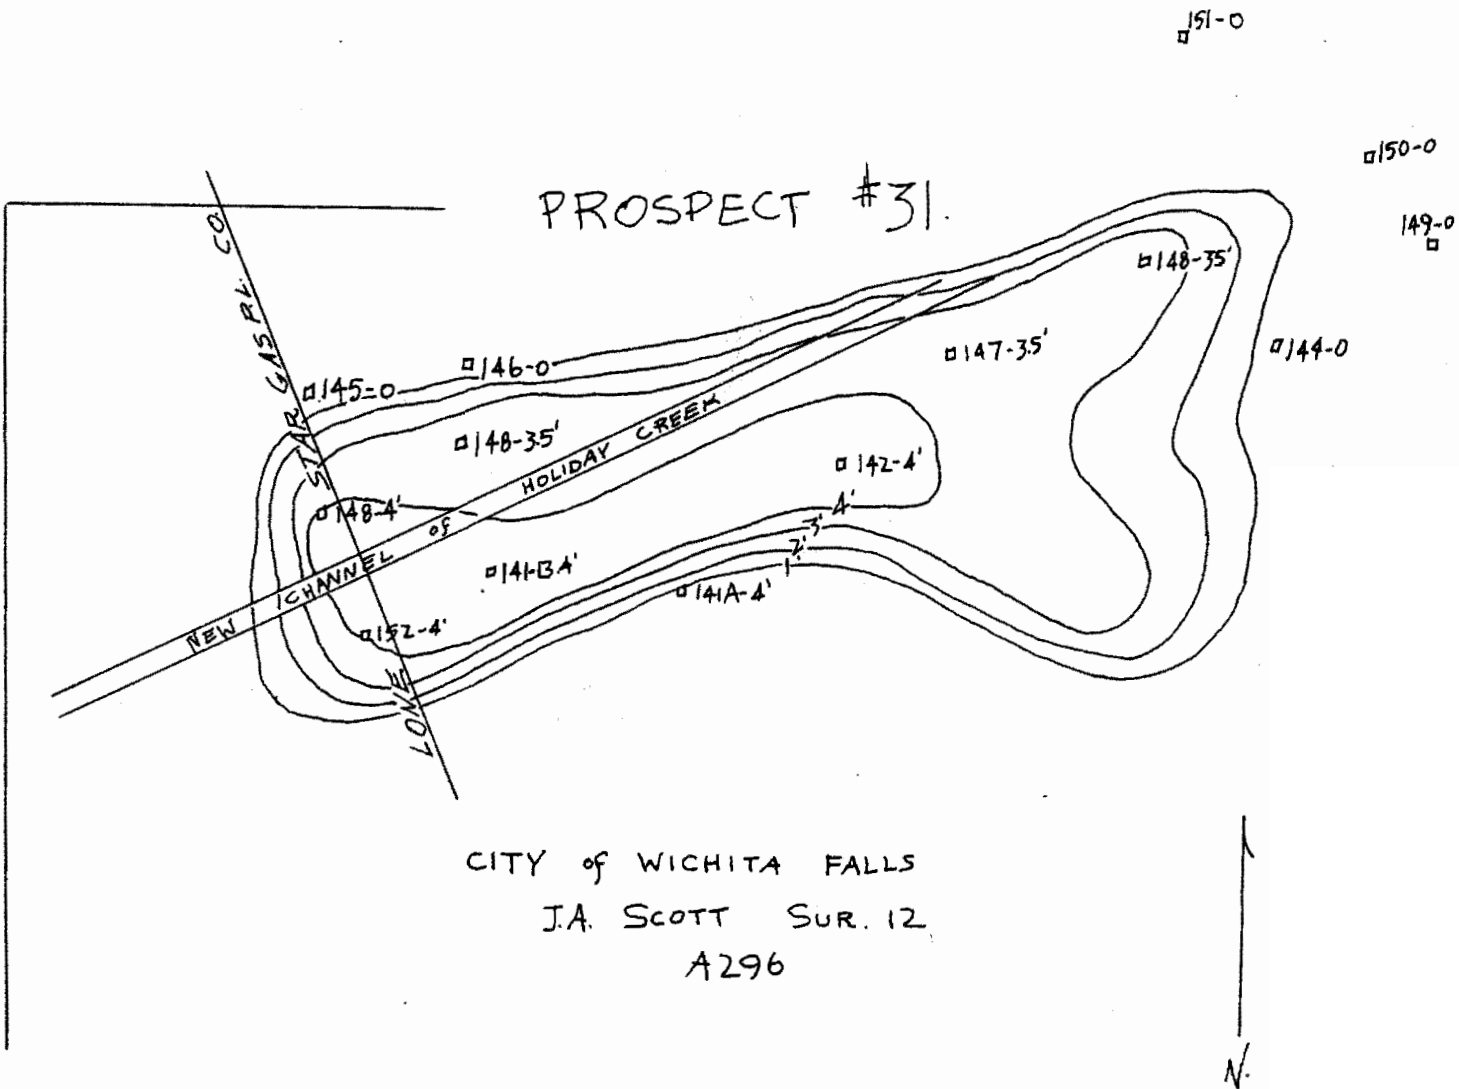 151-0
150-0
PROSPECT #31.
149-0
148-35'
147-35'
144-0
146-0
145=0
148-35'
142-4'
148-4'
4'
3'
2'
1'
141-B4'
141A-4'
152-4'
NEW CHANNEL of HOLIDAY CREEK
LONE STAR GAS P.L. CO.
CITY of WICHITA FALLS
J.A. SCOTT SUR. 12
A296
N.